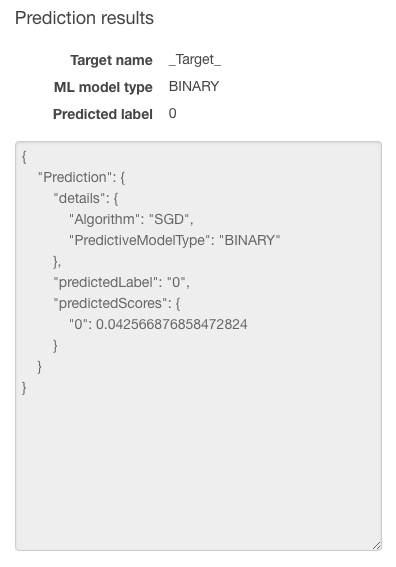 Prediction results
Target name _Target_
ML model type BINARY
Predicted label 0
{
"Prediction": {
"details": {
"Algorithm": "SGD",
"PredictiveModelType": "BINARY"
},
"predictedLabel": "0",
"predictedScores": {
"0": 0.042566876858472824
}
}
}